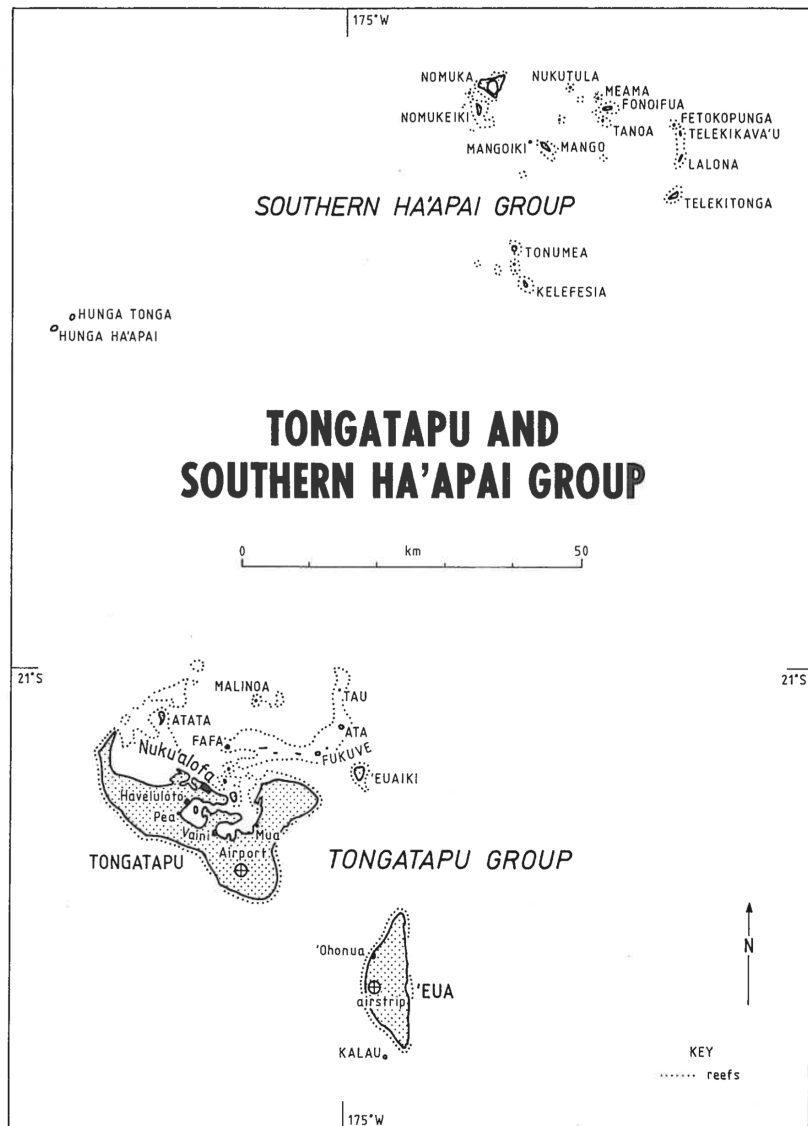 175°W
NOMUKA
NUKUTULA
MEAMA
FONOIFUA
NOMUKEIKI
TANOA
FETOKOPUNGA
TELEKIKAVA'U
MANGOIKI
MANGO
LALONA
SOUTHERN HA'APAI GROUP
TELEKITONGA
TONUMEA
KELEFESIA
HUNGA TONGA
HUNGA HA'APAI
TONGATAPU AND
SOUTHERN HA'APAI GROUP
0 km 50
21°S
21°S
MALINOA
TAU
ATATA
ATA
FAFA
FUKUVE
Nuku'alofa
'EUAIKI
Haveluloto
Pea
Vaini
Mua
Airport
TONGATAPU
TONGATAPU GROUP
N
'Ohonua
'EUA
airstrip
KALAU
KEY
reefs
175°W